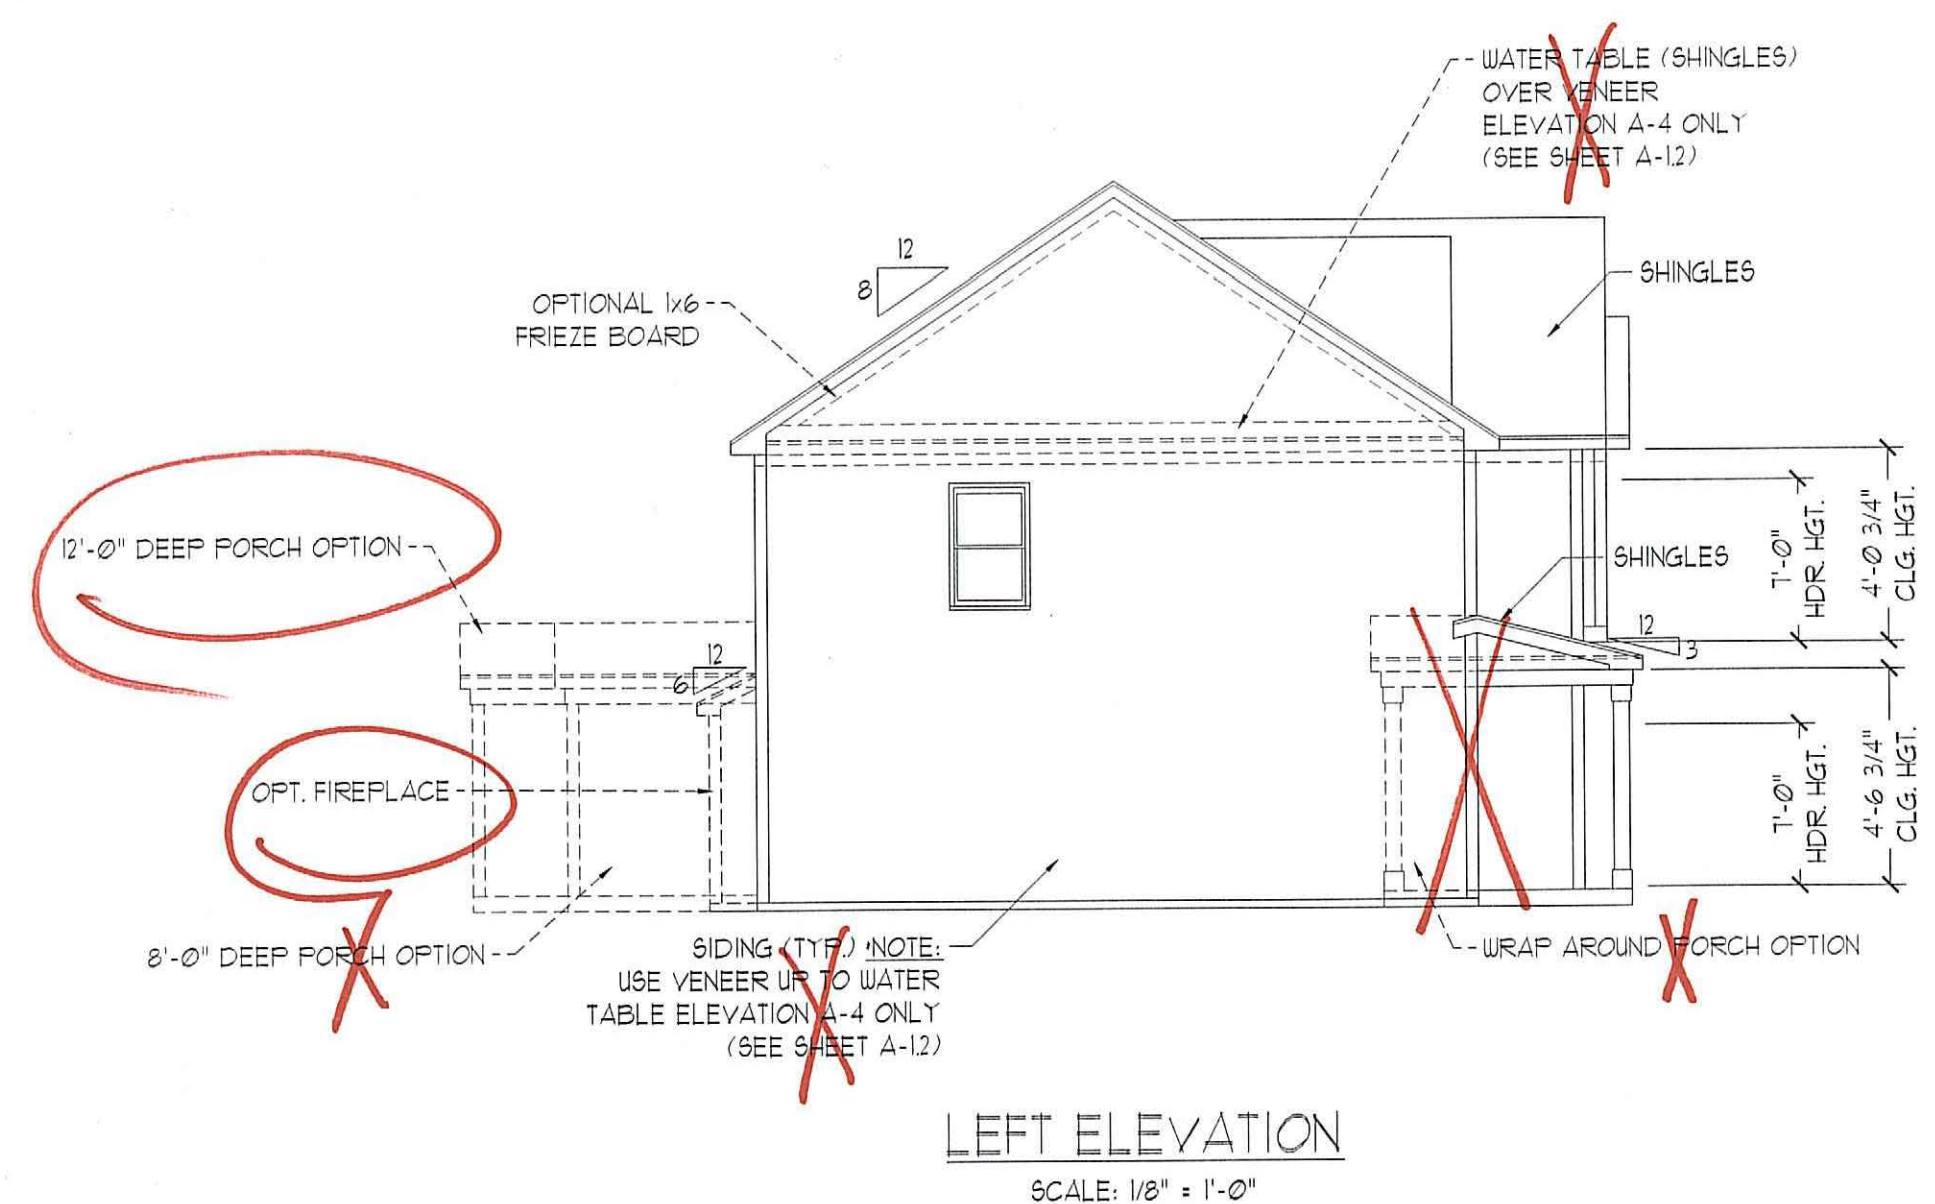 WATER TABLE (SHINGLES)
OVER VENEER
ELEVATION A-4 ONLY
(SEE SHEET A-1.2)
12
8
SHINGLES
OPTIONAL 1x6
FRIEZE BOARD
12'-0" DEEP PORCH OPTION
SHINGLES
7'-0"
HDR. HGT.
4'-0 3/4"
CLG. HGT.
12
3
12
6
OPT. FIREPLACE
7'-0"
HDR. HGT.
4'-6 3/4"
CLG. HGT.
8'-0" DEEP PORCH OPTION
SIDING (TYP.) NOTE:
USE VENEER UP TO WATER
TABLE ELEVATION A-4 ONLY
(SEE SHEET A-1.2)
WRAP AROUND PORCH OPTION
LEFT ELEVATION
SCALE: 1/8" = 1'-0"